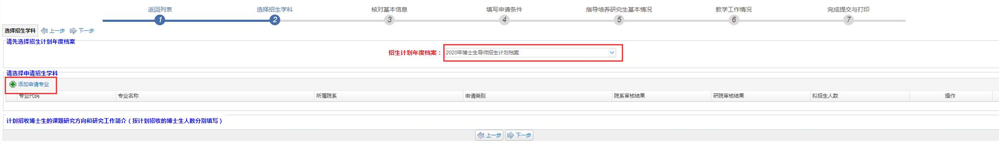 返回列表 选择招生学科 核对基本信息 填写申请条件 指导培养研究生基本情况 教学工作情况 完成提交与打印
1 2 3 4 5 6 7
选择招生学科 上一步 下一步
请先选择招生计划年度档案
招生计划年度档案： 2020年博士生导师招生计划档案
请选择申请招生学科
添加申请专业
专业代码 专业名称 所属院系 申请类别 院系审核结果 研院审核结果 拟招生人数 操作
计划招收博士生的课题研究方向和研究工作简介（按计划招收的博士生人数分别填写）
上一步 下一步